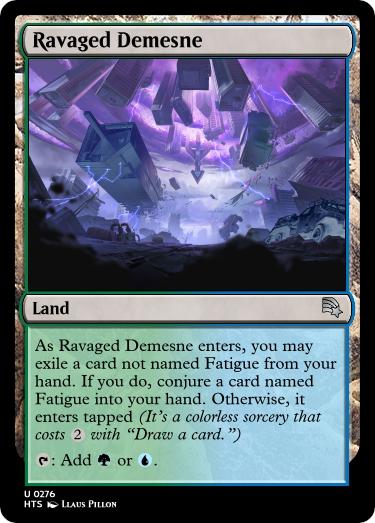 Ravaged Demesne
Land
As Ravaged Demesne enters, you may
exile a card not named Fatigue from your
hand. If you do, conjure a card named
Fatigue into your hand. Otherwise, it
enters tapped (It's a colorless sorcery that
costs 2 with “Draw a card.”)
: Add or .
U 0276
HTS LLAUS PILLON